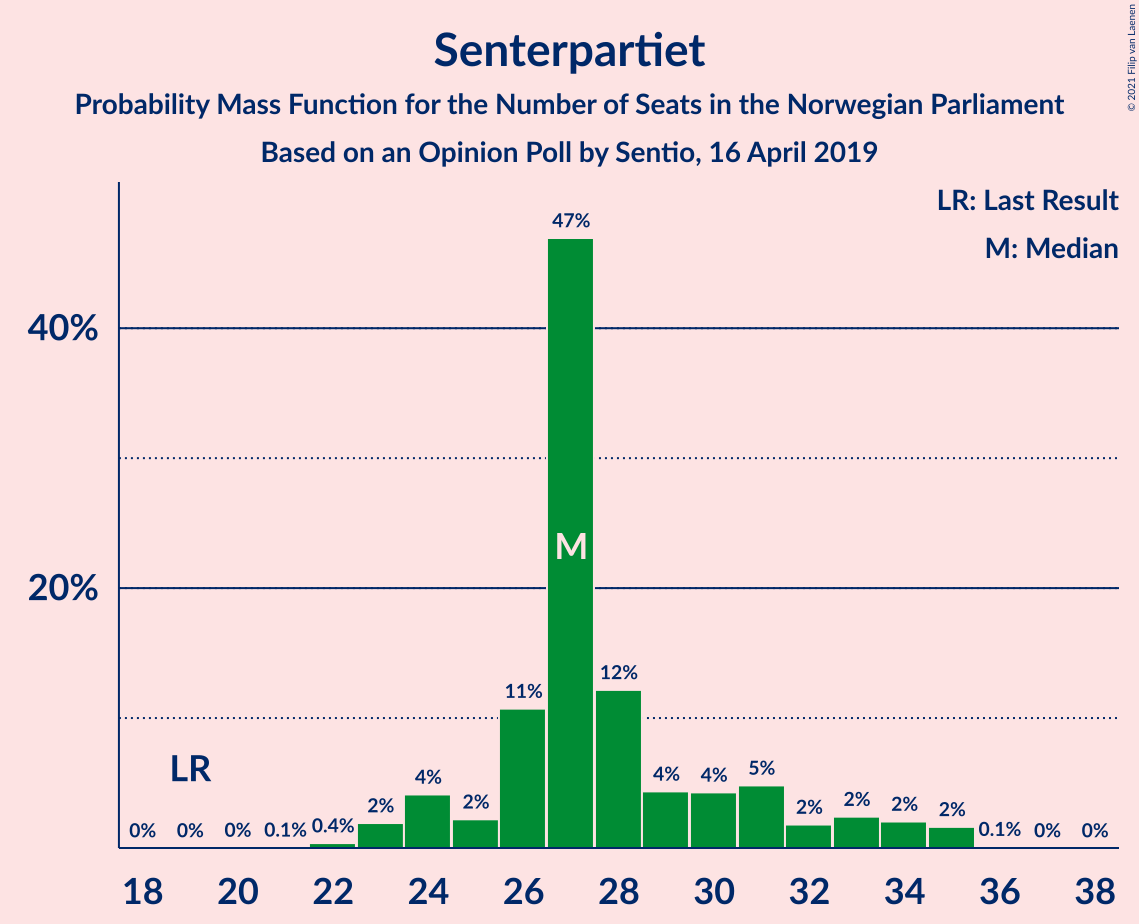 Senterpartiet
Probability Mass Function for the Number of Seats in the Norwegian Parliament
Based on an Opinion Poll by Sentio, 16 April 2019
© 2021 Filip van Laenen
LR: Last Result
M: Median
40%
20%
0% 0% 0% 0.1% 0.4% 2% 4% 2% 11% 47% 12% 4% 4% 5% 2% 2% 2% 2% 0.1% 0% 0%
LR
M
18 20 22 24 26 28 30 32 34 36 38